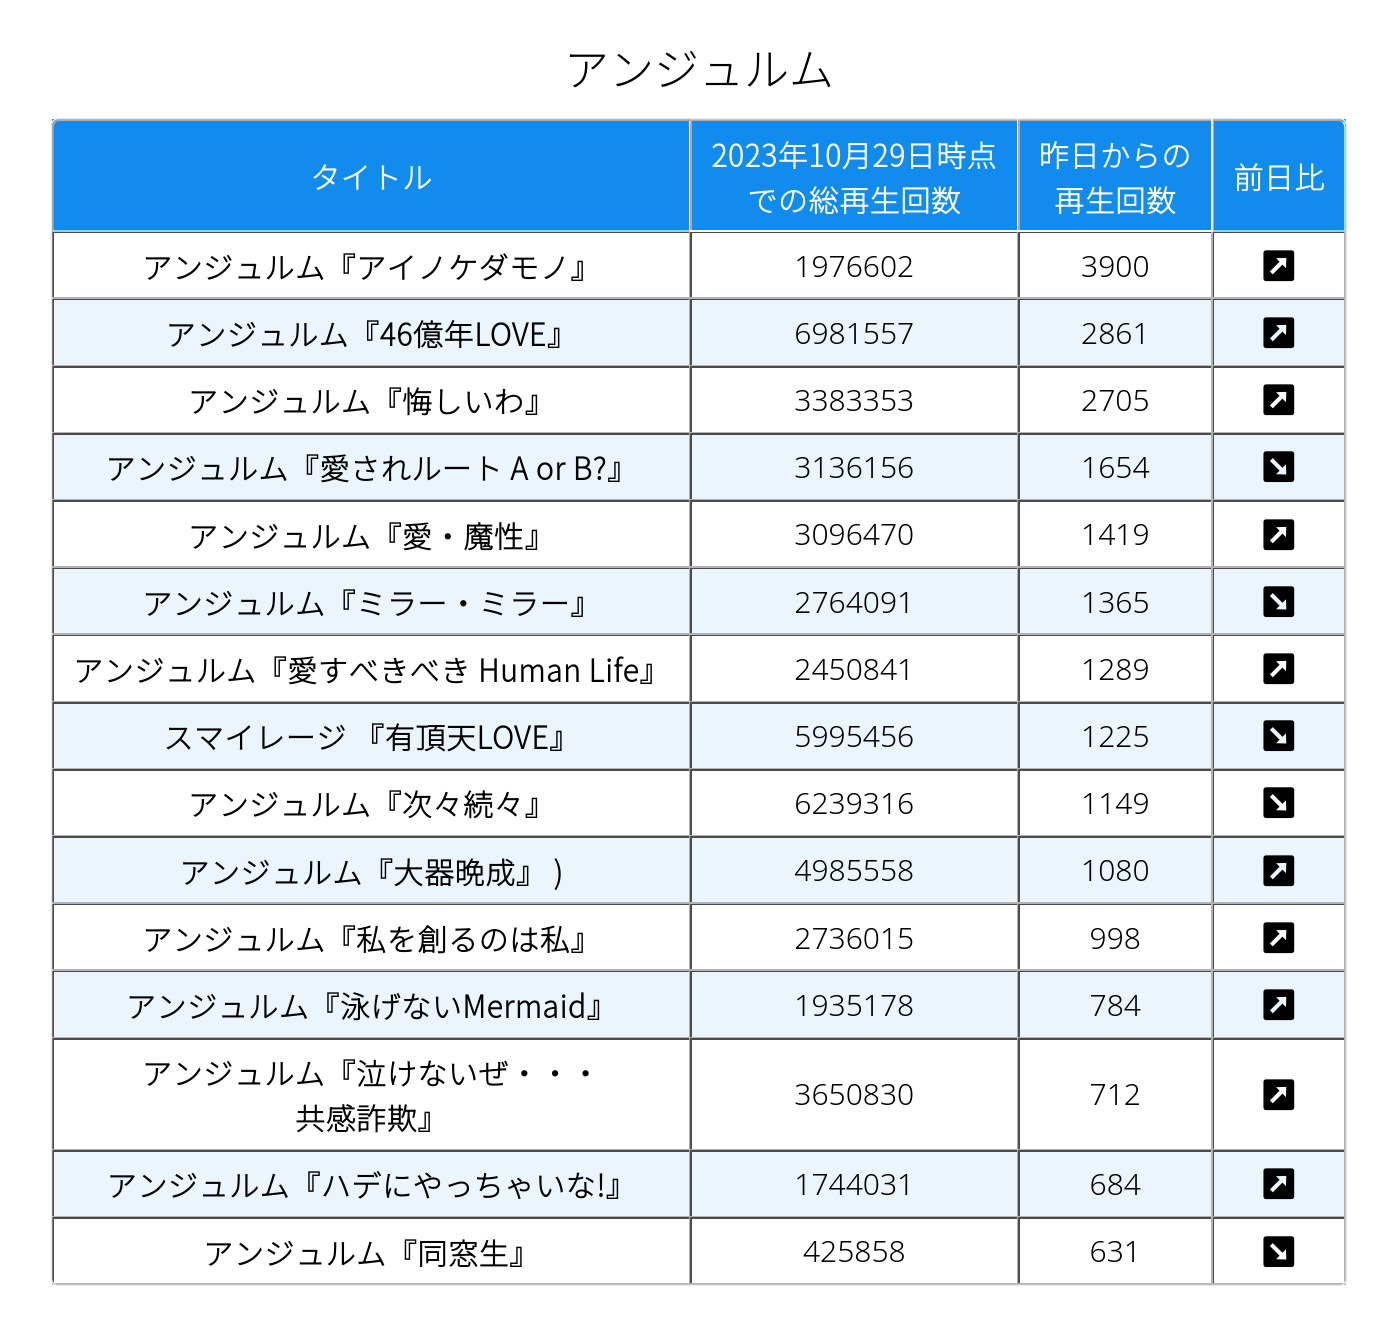 アンジュルム
タイトル 2023年10月29日時点での総再生回数 昨日からの再生回数 前日比
アンジュルム『アイノケダモノ』 1976602 3900 ↗
アンジュルム『46億年LOVE』 6981557 2861 ↗
アンジュルム『悔しいわ』 3383353 2705 ↗
アンジュルム『愛されルート A or B?』 3136156 1654 ↘
アンジュルム『愛・魔性』 3096470 1419 ↗
アンジュルム『ミラー・ミラー』 2764091 1365 ↘
アンジュルム『愛すべきべき Human Life』 2450841 1289 ↗
スマイレージ 『有頂天LOVE』 5995456 1225 ↘
アンジュルム『次々続々』 6239316 1149 ↘
アンジュルム『大器晩成』 ) 4985558 1080 ↗
アンジュルム『私を創るのは私』 2736015 998 ↗
アンジュルム『泳げないMermaid』 1935178 784 ↗
アンジュルム『泣けないぜ・・・共感詐欺』 3650830 712 ↗
アンジュルム『ハデにやっちゃいな!』 1744031 684 ↗
アンジュルム『同窓生』 425858 631 ↘